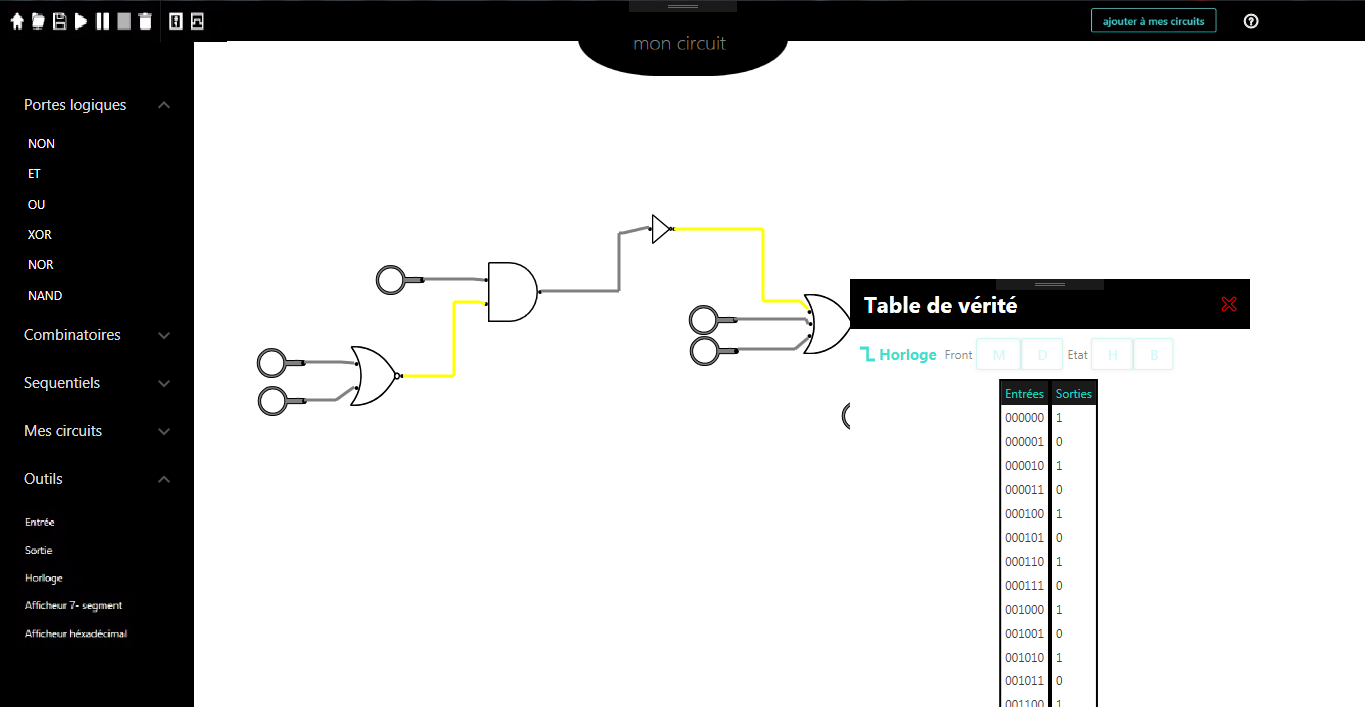 mon circuit
ajouter à mes circuits
?
Portes logiques
NON
ET
OU
XOR
NOR
NAND
Combinatoires
Sequentiels
Mes circuits
Outils
Entrée
Sortie
Horloge
Afficheur 7- segment
Afficheur héxadécimal
Table de vérité
Horloge Front M D Etat H B
Entrées Sorties
000000 1
000001 0
000010 1
000011 0
000100 1
000101 0
000110 1
000111 0
001000 1
001001 0
001010 1
001011 0
001100 1